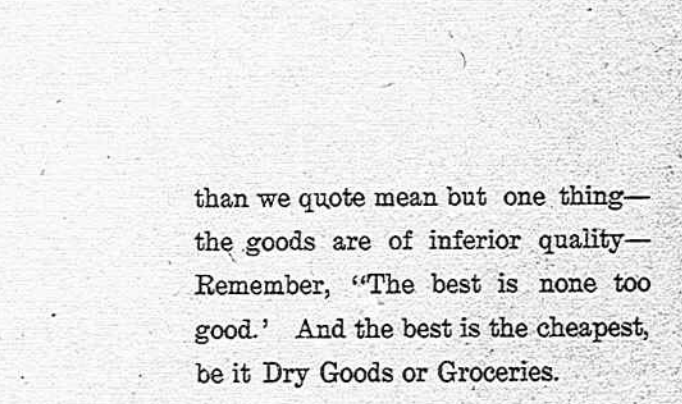 than we quote mean but one thing—
the goods are of inferior quality—
Remember, "The best is none too
good.' And the best is the cheapest,
be it Dry Goods or Groceries.